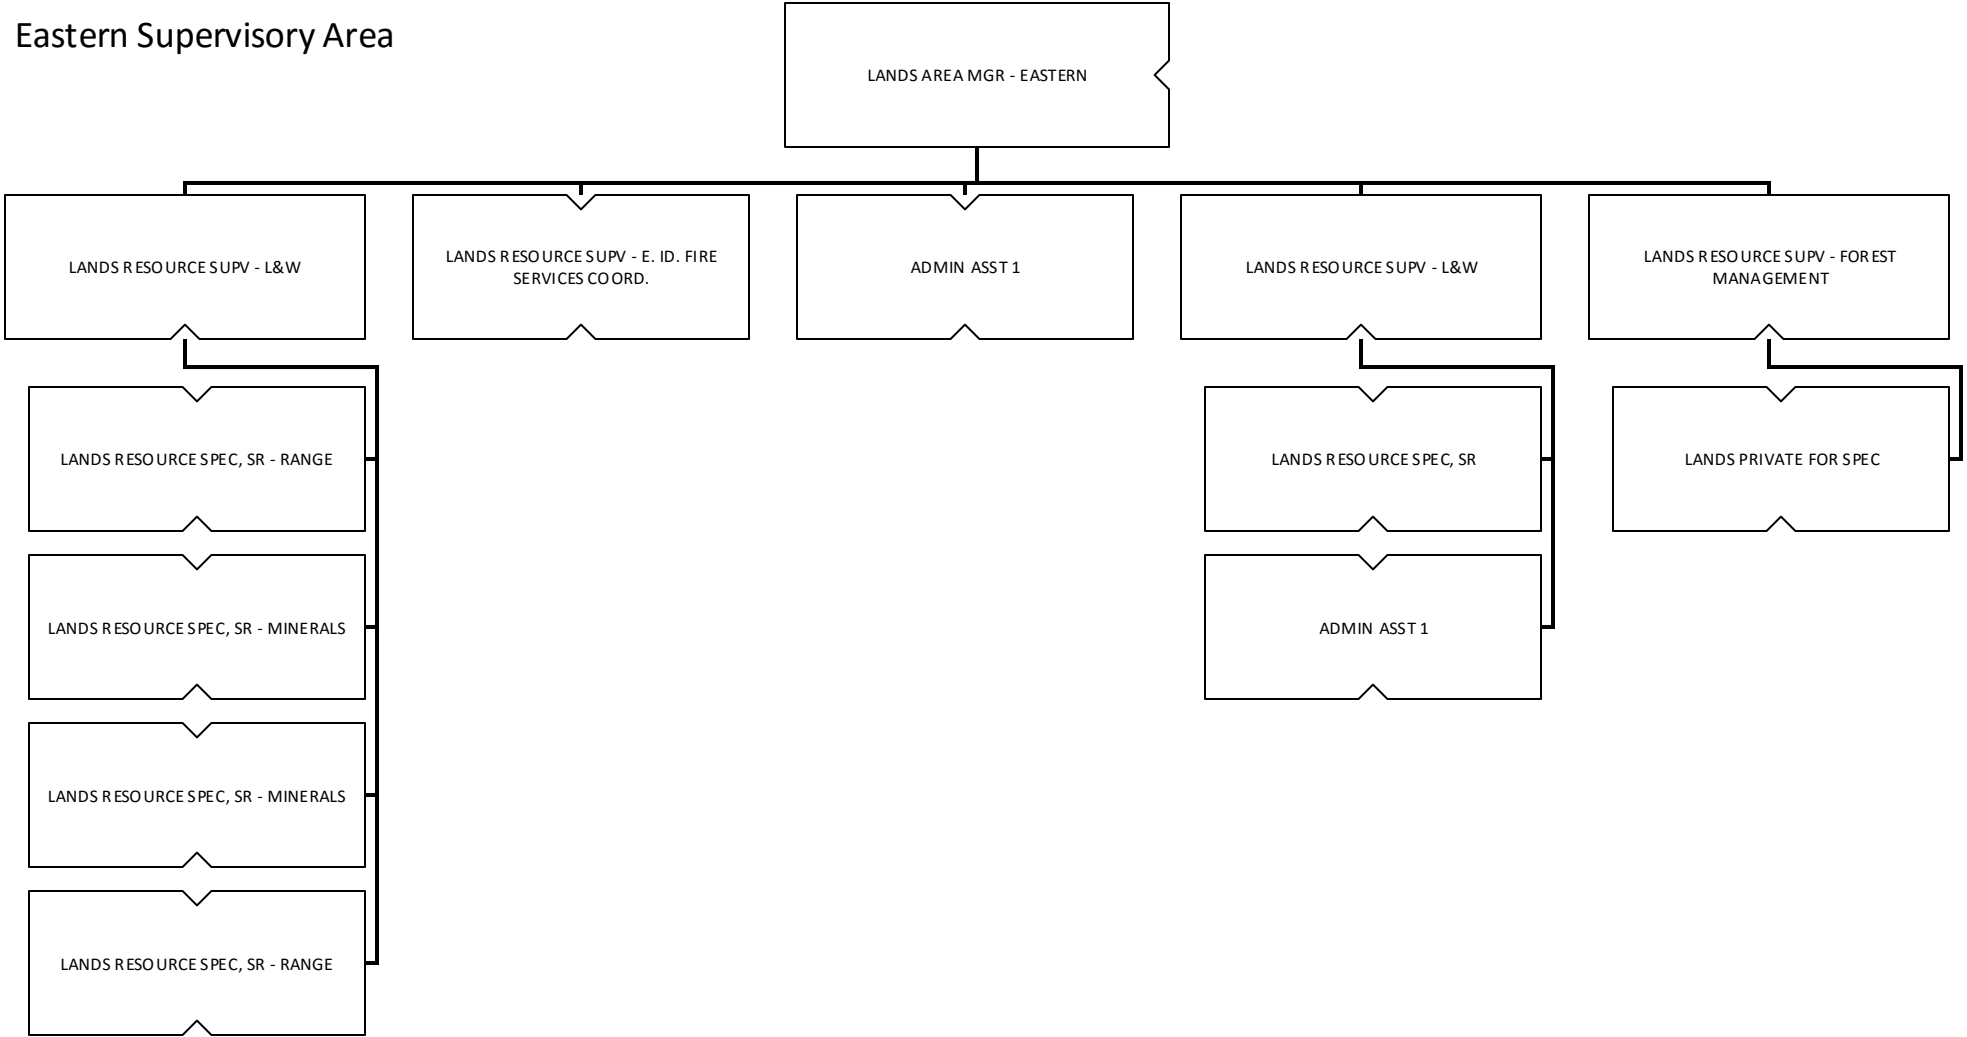 Eastern Supervisory Area
LANDS AREA MGR - EASTERN
LANDS RESOURCE SUPV - L&W
LANDS RESOURCE SUPV - E. ID. FIRE
SERVICES COORD.
ADMIN ASST 1
LANDS RESOURCE SUPV - L&W
LANDS RESOURCE SUPV - FOREST
MANAGEMENT
LANDS RESOURCE SPEC, SR - RANGE
LANDS RESOURCE SPEC, SR
LANDS PRIVATE FOR SPEC
LANDS RESOURCE SPEC, SR - MINERALS
ADMIN ASST 1
LANDS RESOURCE SPEC, SR - MINERALS
LANDS RESOURCE SPEC, SR - RANGE